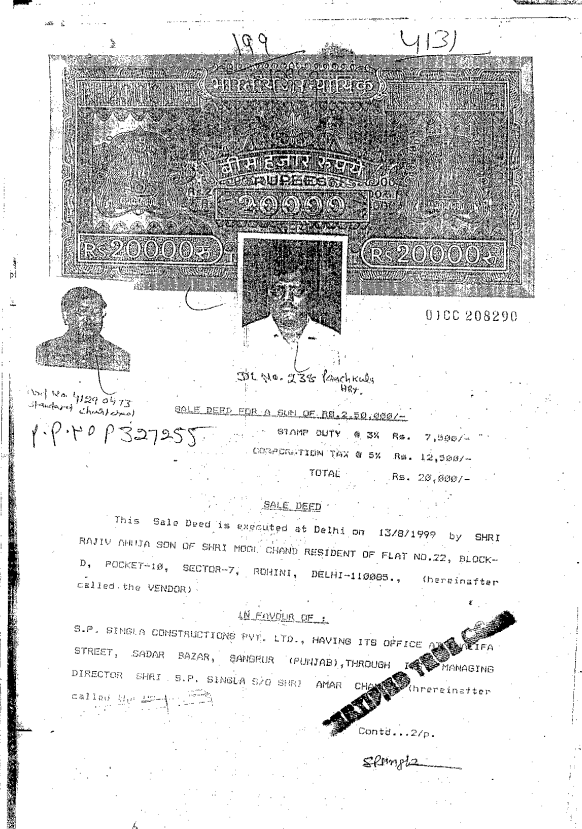 199 4131
भारतीय गैर न्यायिक
बीस हजार रुपये
RUPEES
20000
Rs20000रु Rs20000रु
01CC 208290
DL No. 238 Panchkula
HRY.
P.P. No P327255
SALE DEED FOR A SUM OF RS.2,50,000/-
STAMP DUTY @ 3% Rs. 7,500/-
CORPORATION TAX @ 5% Rs. 12,500/-
TOTAL Rs. 20,000/-
SALE DEED
This Sale Deed is executed at Delhi on 13/8/1999 by SHRI
RAJIV AHUJA SON OF SHRI MOOL CHAND RESIDENT OF FLAT NO.22, BLOCK-
D, POCKET-10, SECTOR-7, ROHINI, DELHI-110085., (hereinafter
called the VENDOR)
IN FAVOUR OF :
S.P. SINGLA CONSTRUCTIONS PVT. LTD., HAVING ITS OFFICE AT
STREET, SADAR BAZAR, SANGRUR (PUNJAB),THROUGH MANAGING
DIRECTOR SHRI S.P. SINGLA S/O SHRI AMAR (hrereinafter
called
CERTIFIED TRUE COPY
Contd...2/p.
SPSingla